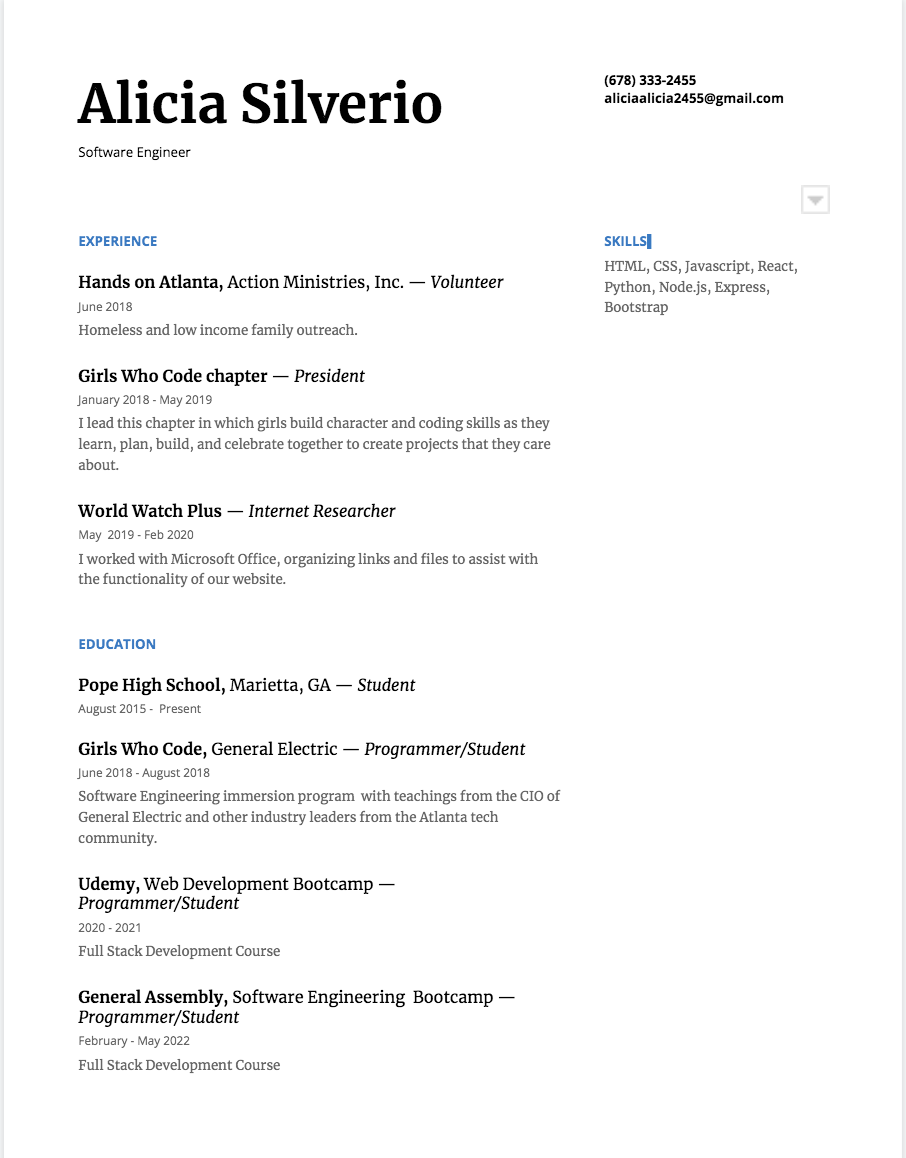 Alicia Silverio
Software Engineer
(678) 333-2455
aliciaalicia2455@gmail.com
EXPERIENCE
Hands on Atlanta, Action Ministries, Inc. — Volunteer
June 2018
Homeless and low income family outreach.
Girls Who Code chapter — President
January 2018 - May 2019
I lead this chapter in which girls build character and coding skills as they
learn, plan, build, and celebrate together to create projects that they care
about.
World Watch Plus — Internet Researcher
May  2019 - Feb 2020
I worked with Microsoft Office, organizing links and files to assist with
the functionality of our website.
EDUCATION
Pope High School, Marietta, GA — Student
August 2015 -  Present
Girls Who Code, General Electric — Programmer/Student
June 2018 - August 2018
Software Engineering immersion program  with teachings from the CIO of
General Electric and other industry leaders from the Atlanta tech
community.
Udemy, Web Development Bootcamp —
Programmer/Student
2020 - 2021
Full Stack Development Course
General Assembly, Software Engineering  Bootcamp —
Programmer/Student
February - May 2022
Full Stack Development Course
SKILLS
HTML, CSS, Javascript, React,
Python, Node.js, Express,
Bootstrap